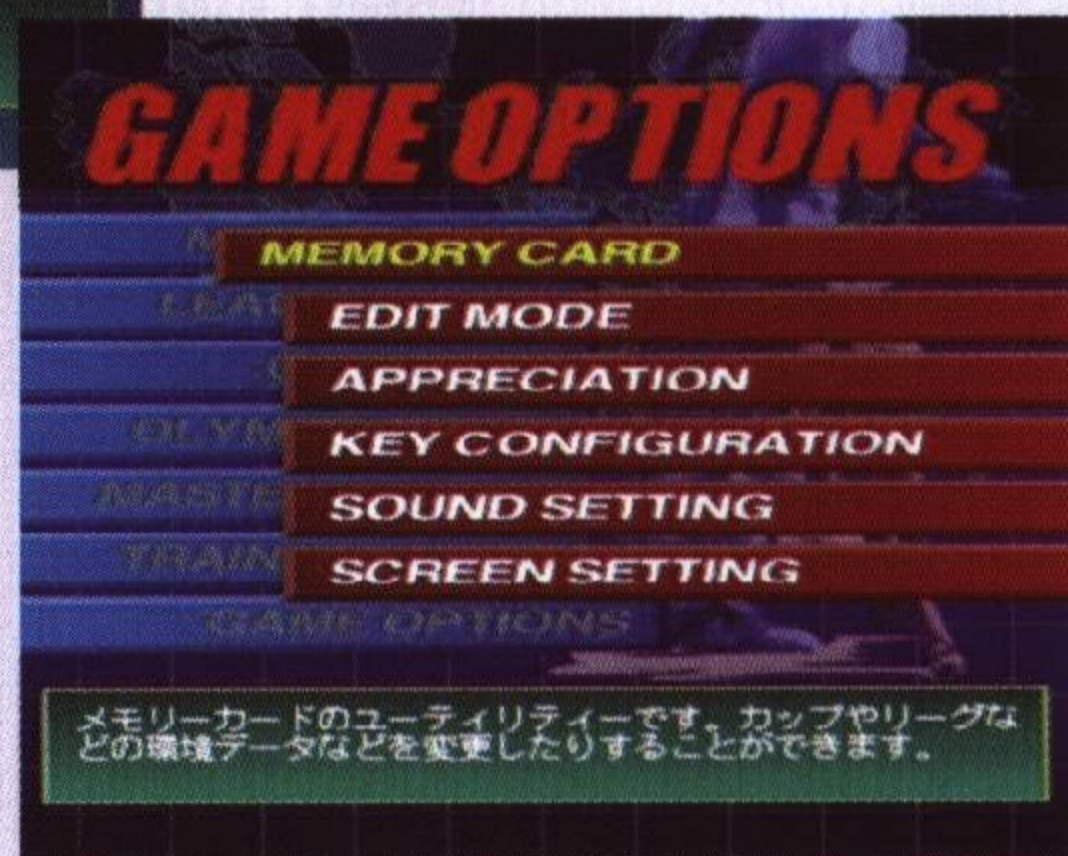 GAME OPTIONS
MEMORY CARD
EDIT MODE
APPRECIATION
KEY CONFIGURATION
SOUND SETTING
SCREEN SETTING
GAME OPTIONS
メモリーカードのユーティリティーです。カップやリーグな
どの環境データなどを変更したりすることができます。